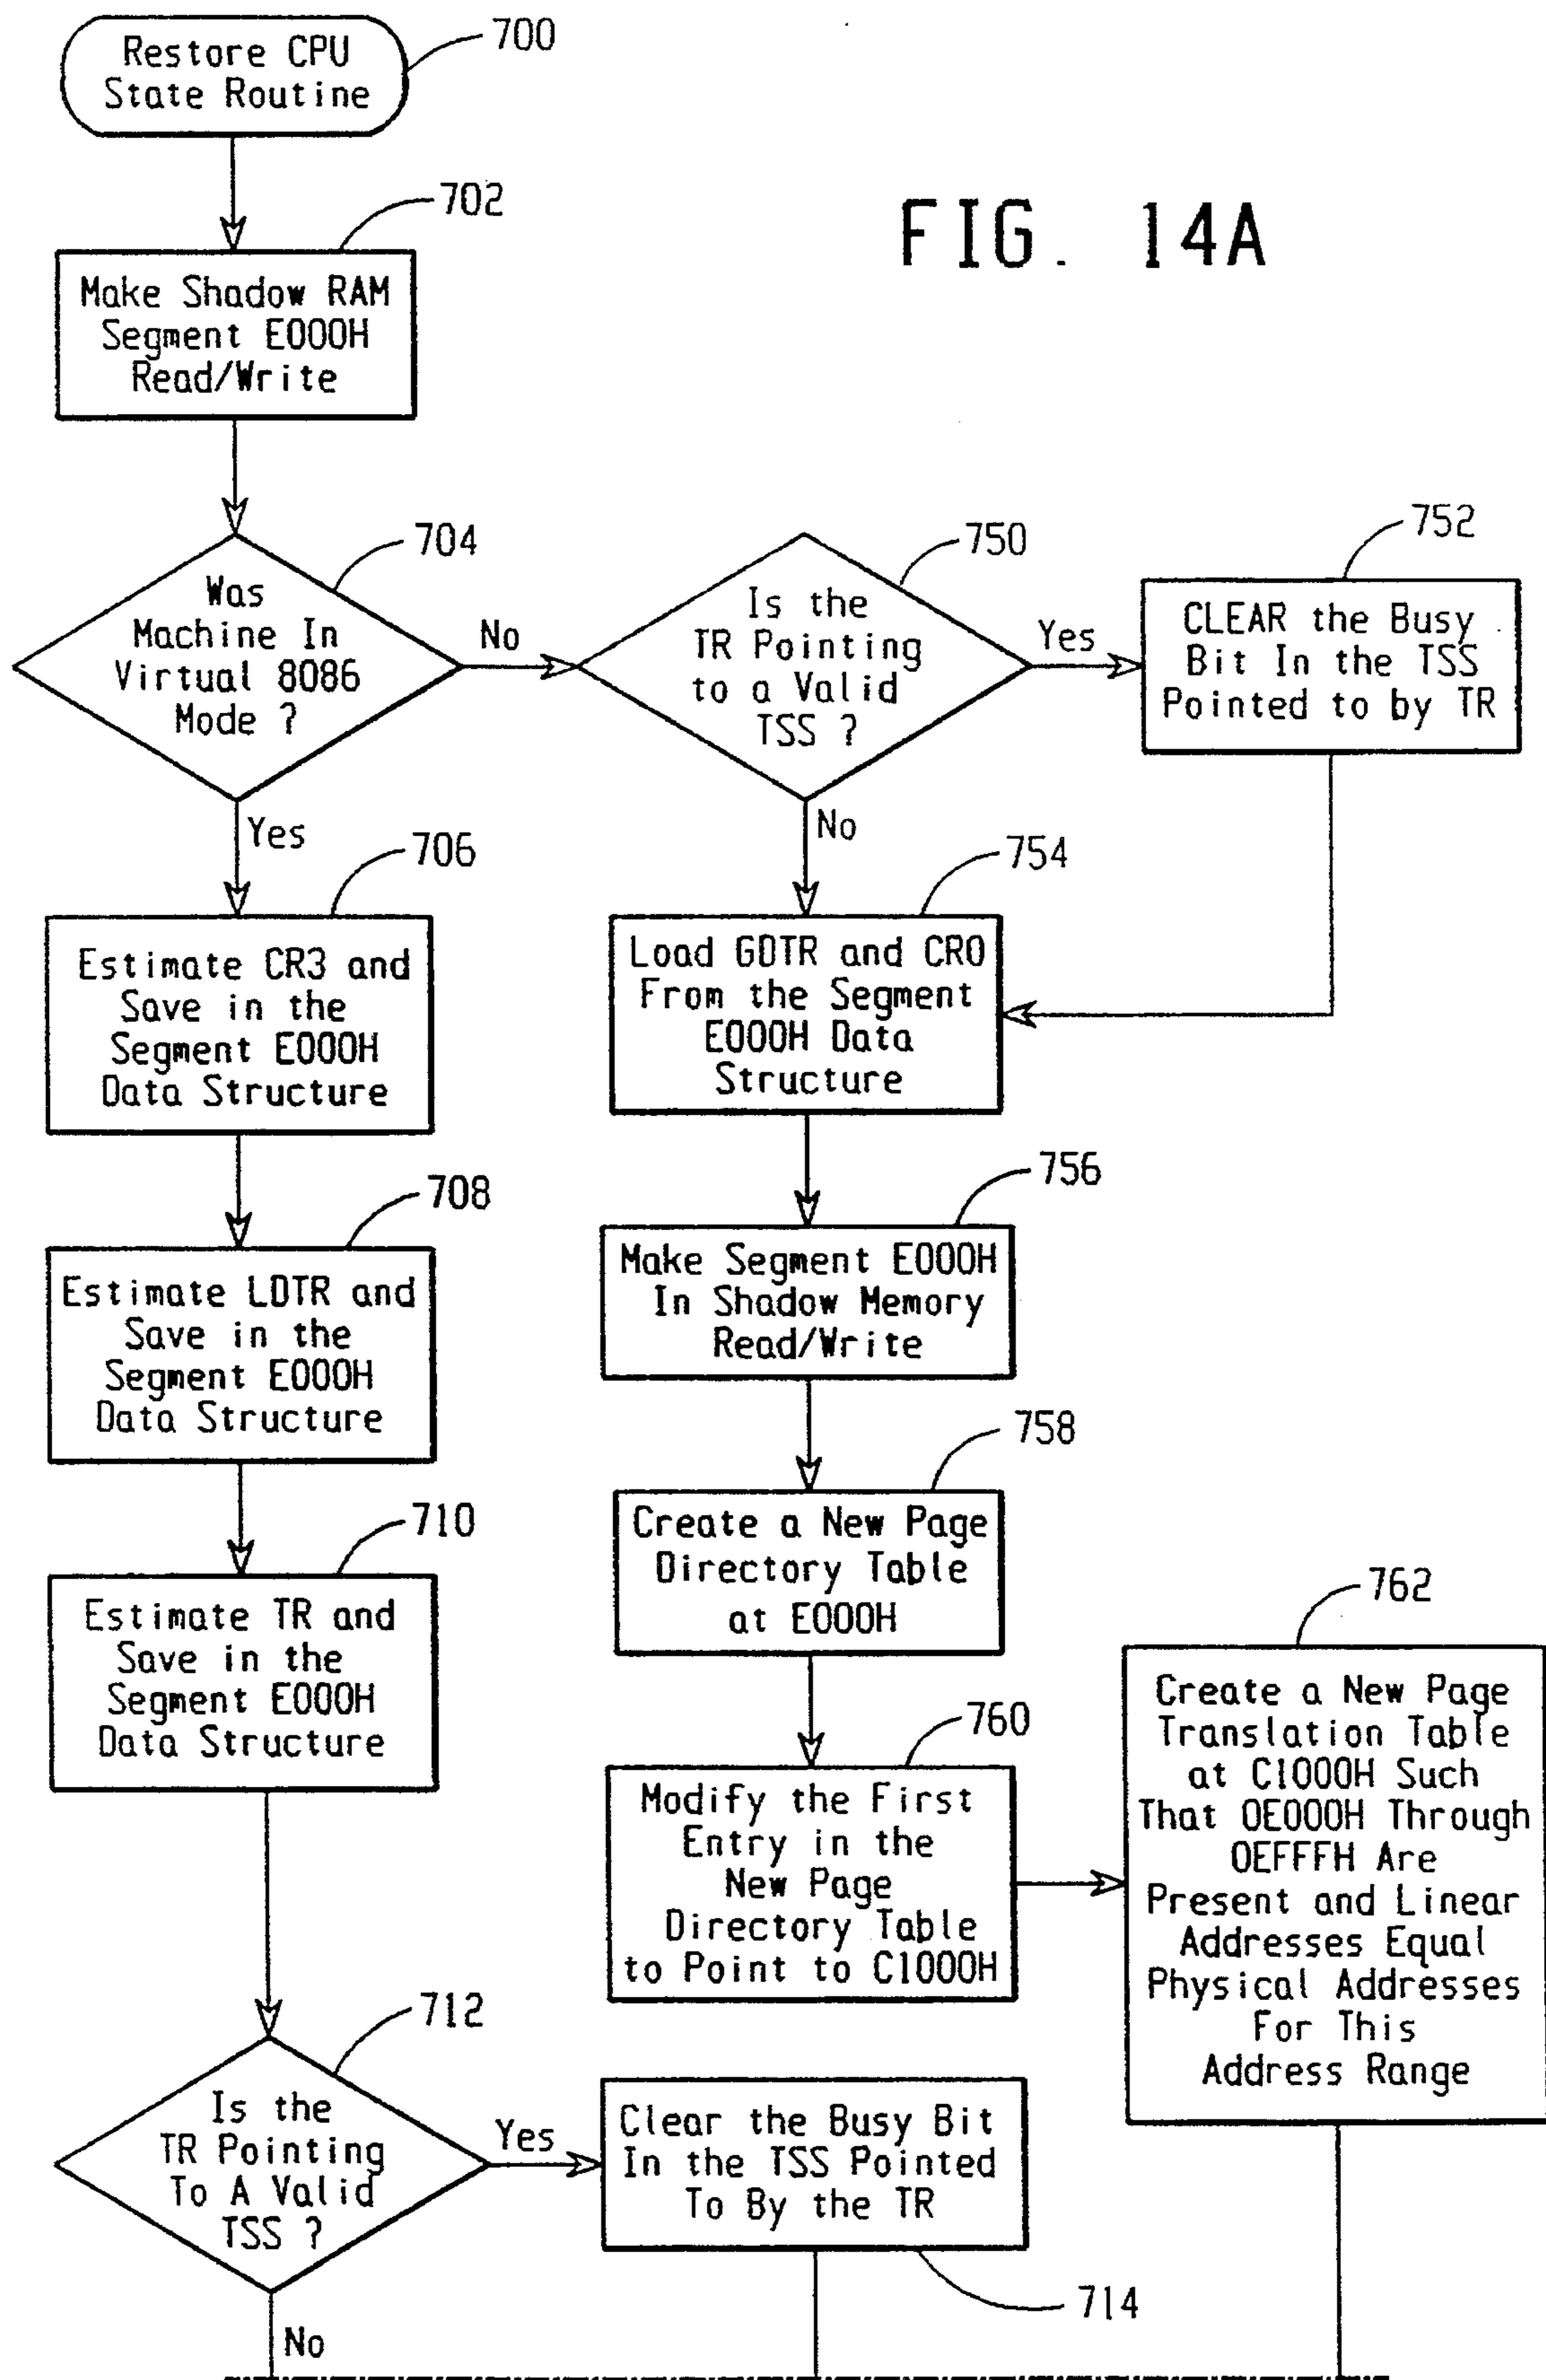 Restore CPU
State Routine
700
FIG. 14A
702
Make Shadow RAM
Segment E000H
Read/Write
704
Was
Machine In
Virtual 8086
Mode ?
No
Yes
750
Is the
TR Pointing
to a Valid
TSS ?
Yes
No
752
CLEAR the Busy
Bit In the TSS
Pointed to by TR
706
Estimate CR3 and
Save in the
Segment E000H
Data Structure
754
Load GDTR and CR0
From the Segment
E000H Data
Structure
708
Estimate LDTR and
Save in the
Segment E000H
Data Structure
756
Make Segment E000H
In Shadow Memory
Read/Write
710
Estimate TR and
Save in the
Segment E000H
Data Structure
758
Create a New Page
Directory Table
at E000H
760
Modify the First
Entry in the
New Page
Directory Table
to Point to C1000H
762
Create a New Page
Translation Table
at C1000H Such
That 0E000H Through
0EFFFH Are
Present and Linear
Addresses Equal
Physical Addresses
For This
Address Range
712
Is the
TR Pointing
To A Valid
TSS ?
Yes
No
Clear the Busy Bit
In the TSS Pointed
To By the TR
714